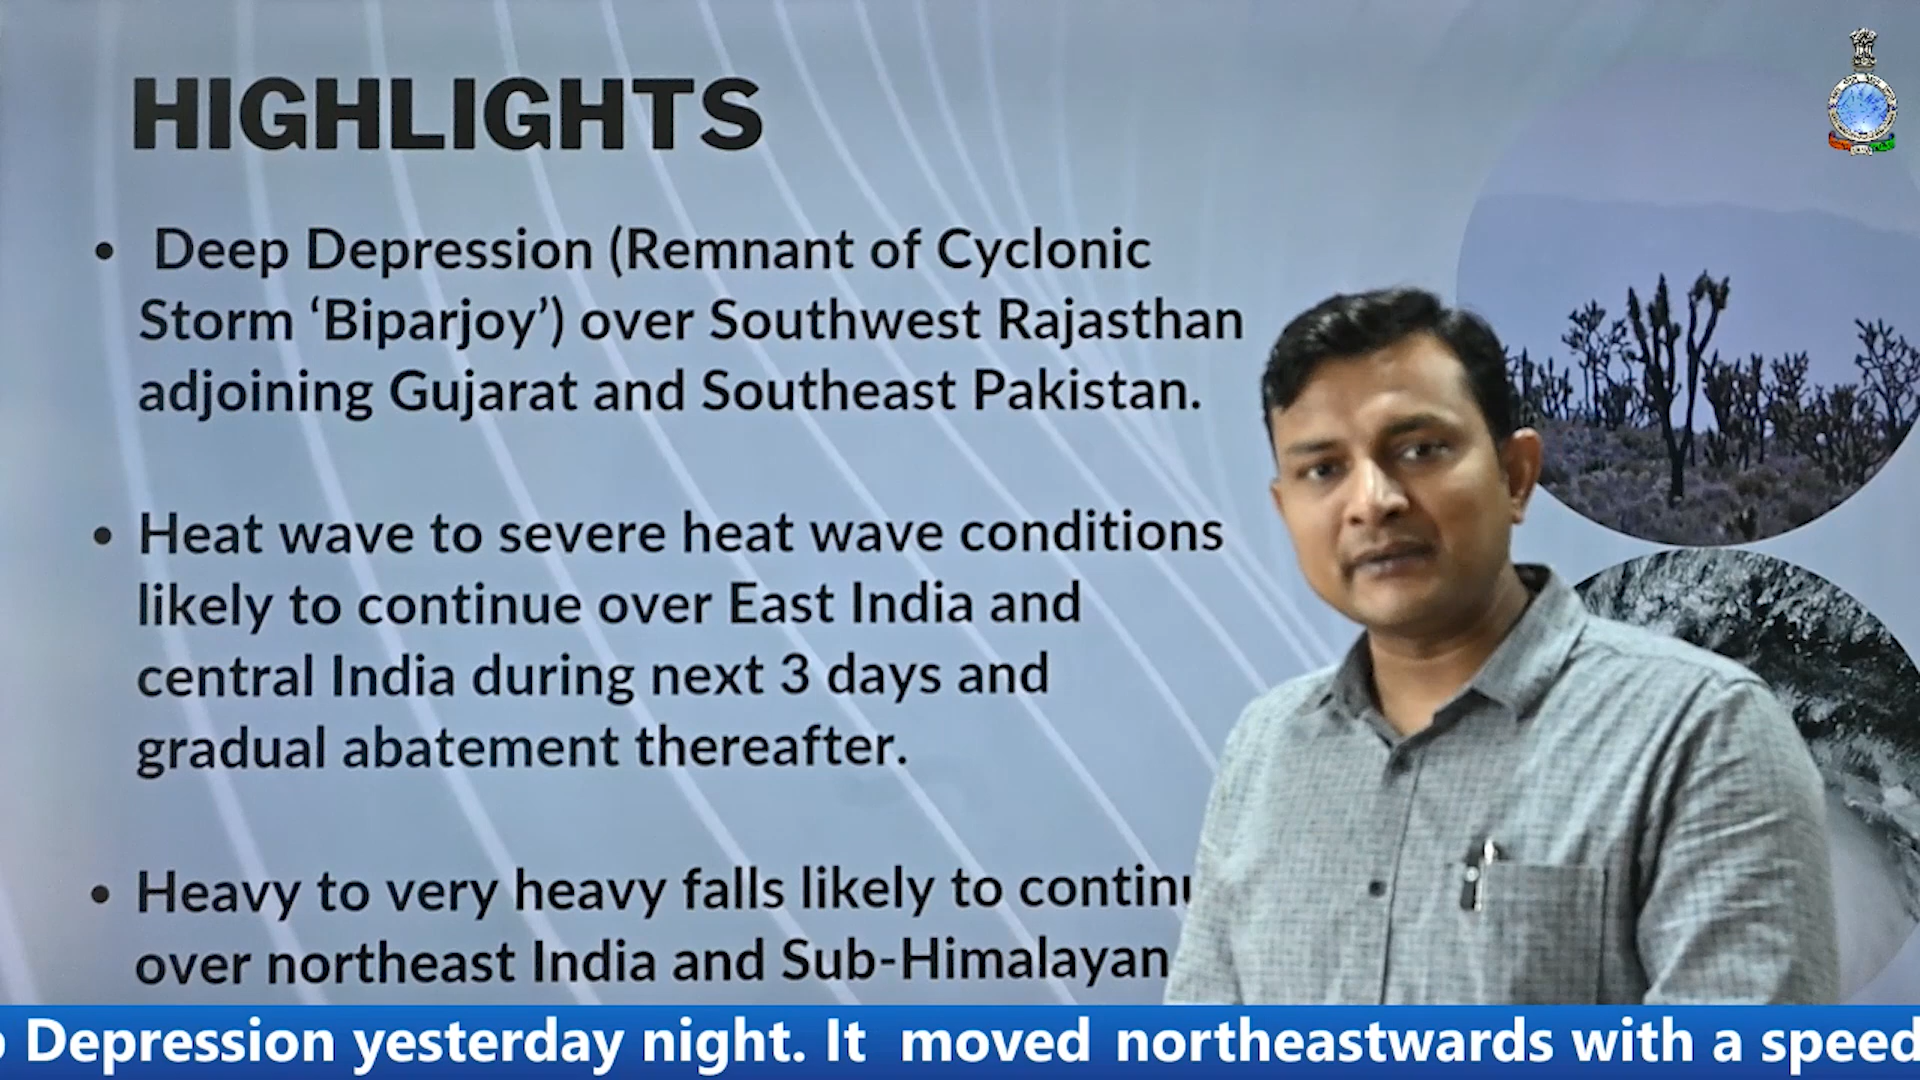 HIGHLIGHTS
• Deep Depression (Remnant of Cyclonic
Storm ‘Biparjoy’) over Southwest Rajasthan
adjoining Gujarat and Southeast Pakistan.
• Heat wave to severe heat wave conditions
likely to continue over East India and
central India during next 3 days and
gradual abatement thereafter.
• Heavy to very heavy falls likely to
over northeast India and Sub-Himalayan
Depression yesterday night. It moved northeastwards with a speed